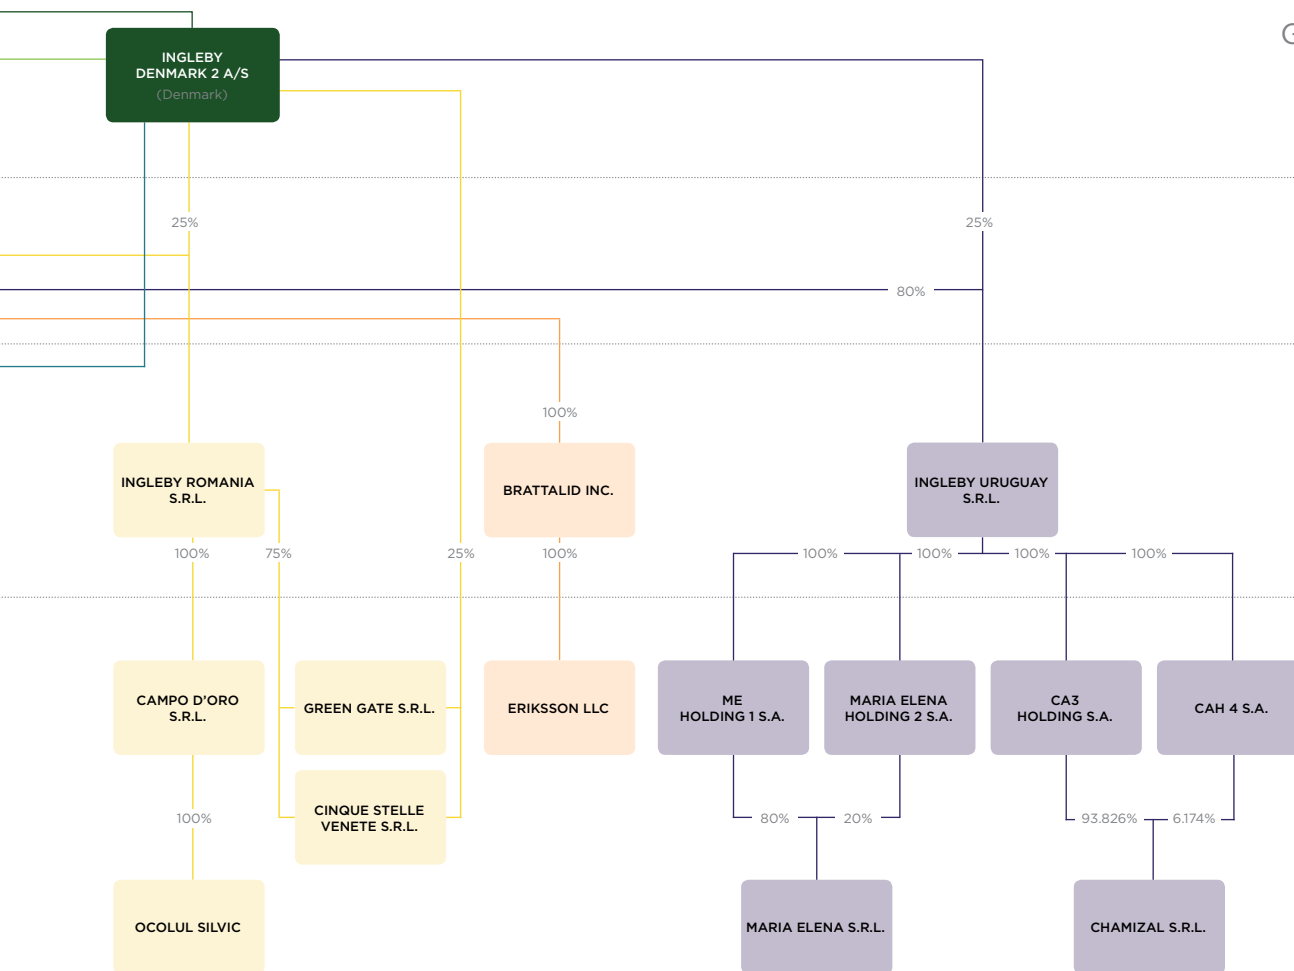 INGLEBY
DENMARK 2 A/S
(Denmark)
25%
25%
80%
100%
INGLEBY ROMANIA
S.R.L.
BRATTALID INC.
INGLEBY URUGUAY
S.R.L.
100%
75%
25%
100%
100%
100%
100%
100%
CAMPO D'ORO
S.R.L.
GREEN GATE S.R.L.
ERIKSSON LLC
ME
HOLDING 1 S.A.
MARIA ELENA
HOLDING 2 S.A.
CA3
HOLDING S.A.
CAH 4 S.A.
CINQUE STELLE
VENETE S.R.L.
100%
80%
20%
93.826%
6.174%
OCOLUL SILVIC
MARIA ELENA S.R.L.
CHAMIZAL S.R.L.